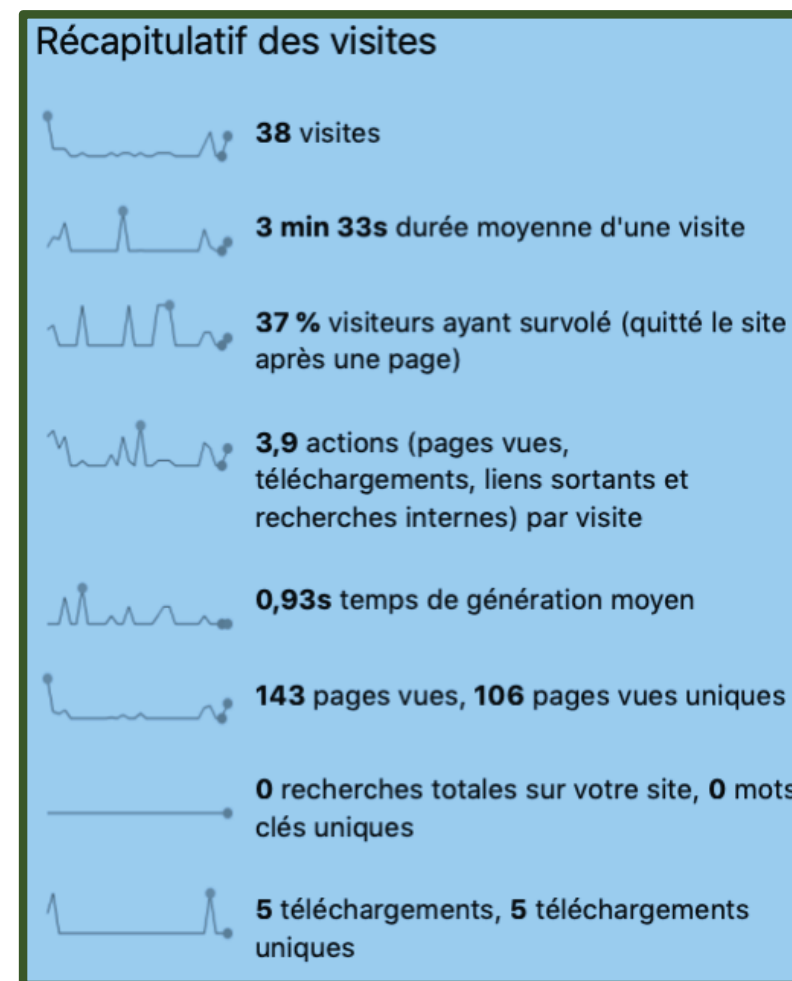 Récapitulatif des visites
38 visites
3 min 33s durée moyenne d'une visite
37 % visiteurs ayant survolé (quitté le site
après une page)
3,9 actions (pages vues,
téléchargements, liens sortants et
recherches internes) par visite
0,93s temps de génération moyen
143 pages vues, 106 pages vues uniques
0 recherches totales sur votre site, 0 mots
clés uniques
5 téléchargements, 5 téléchargements
uniques